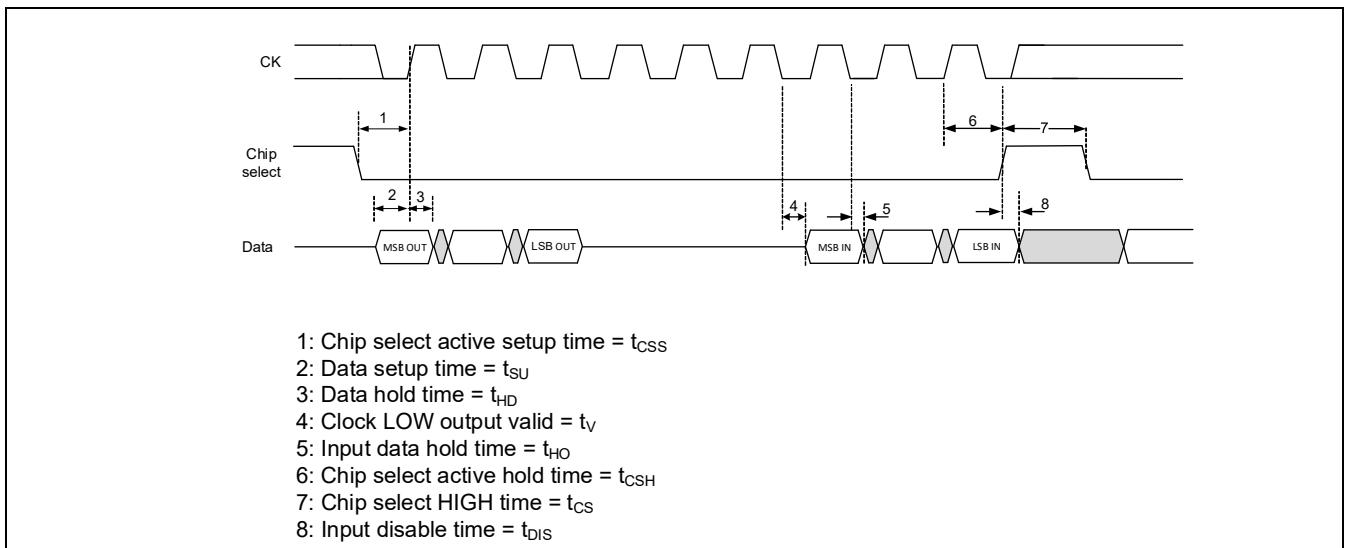 CK
1
6
7
Chip
select
2
3
4
5
8
Data
MSB OUT
LSB OUT
MSB IN
LSB IN
1: Chip select active setup time = tCSS
2: Data setup time = tSU
3: Data hold time = tHD
4: Clock LOW output valid = tV
5: Input data hold time = tHO
6: Chip select active hold time = tCSH
7: Chip select HIGH time = tCS
8: Input disable time = tDIS